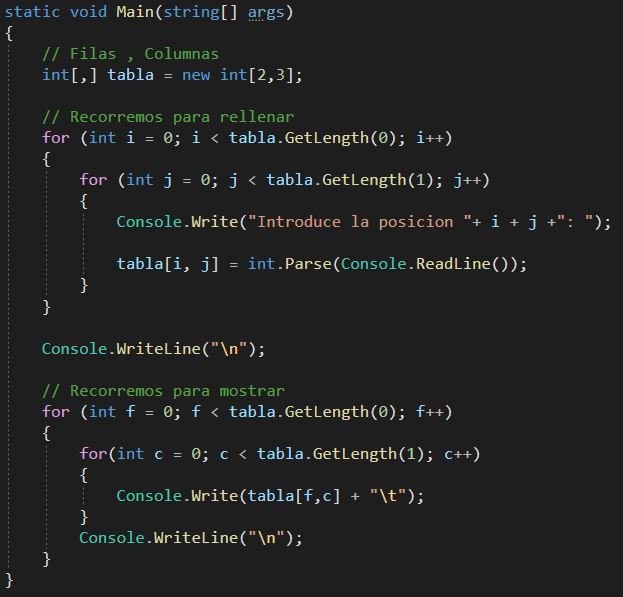 static void Main(string[] args)
{
    // Filas , Columnas
    int[,] tabla = new int[2,3];

    // Recorremos para rellenar
    for (int i = 0; i < tabla.GetLength(0); i++)
    {
        for (int j = 0; j < tabla.GetLength(1); j++)
        {
            Console.Write("Introduce la posicion "+ i + j +": ");

            tabla[i, j] = int.Parse(Console.ReadLine());
        }
    }

    Console.WriteLine("\n");

    // Recorremos para mostrar
    for (int f = 0; f < tabla.GetLength(0); f++)
    {
        for(int c = 0; c < tabla.GetLength(1); c++)
        {
            Console.Write(tabla[f,c] + "\t");
        }
        Console.WriteLine("\n");
    }
}